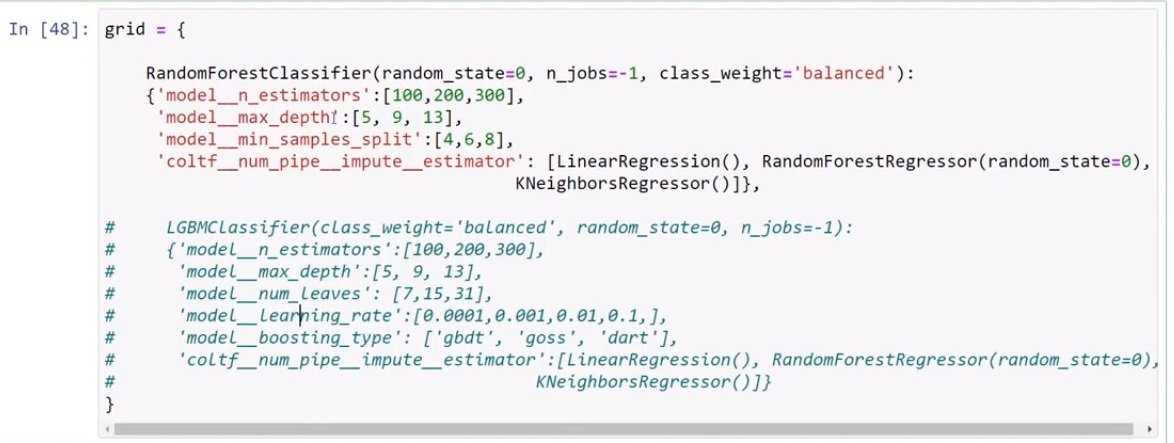 In [48]: grid = {
RandomForestClassifier(random_state=0, n_jobs=-1, class_weight='balanced'):
{'model__n_estimators':[100,200,300],
'model__max_depth':[5, 9, 13],
'model__min_samples_split':[4,6,8],
'coltf__num_pipe__impute__estimator': [LinearRegression(), RandomForestRegressor(random_state=0),
KNeighborsRegressor()]},
# LGBMClassifier(class_weight='balanced', random_state=0, n_jobs=-1):
# {'model__n_estimators':[100,200,300],
# 'model__max_depth':[5, 9, 13],
# 'model__num_leaves': [7,15,31],
# 'model__learning_rate':[0.0001,0.001,0.01,0.1,],
# 'model__boosting_type': ['gbdt', 'goss', 'dart'],
# 'coltf__num_pipe__impute__estimator':[LinearRegression(), RandomForestRegressor(random_state=0),
# KNeighborsRegressor()]}
}